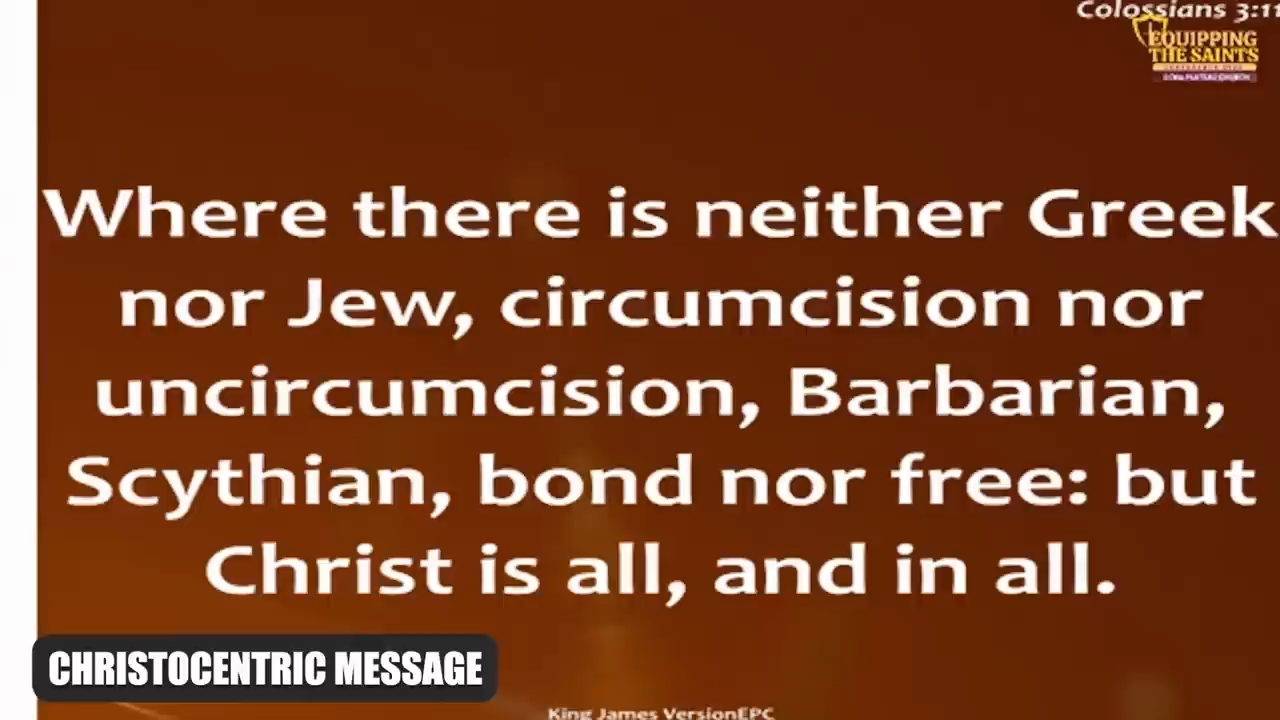 Colossians 3:11
EQUIPPING
THE SAINTS
Where there is neither Greek
nor Jew, circumcision nor
uncircumcision, Barbarian,
Scythian, bond nor free: but
Christ is all, and in all.
CHRISTOCENTRIC MESSAGE
King James VersionEPC